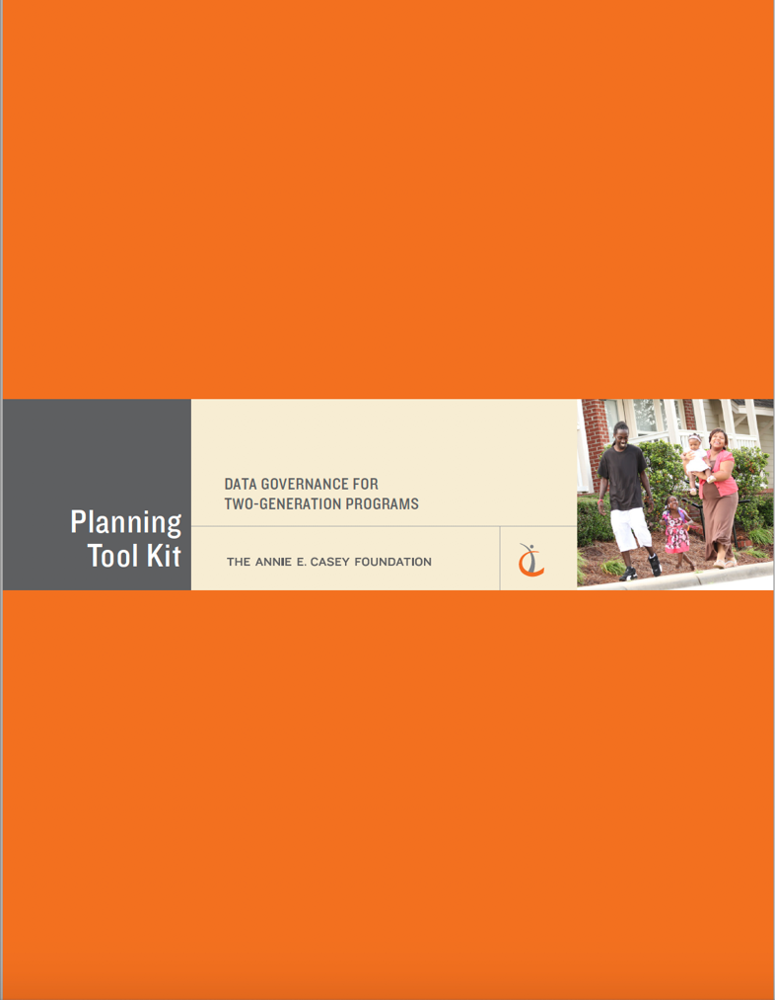 Planning
Tool Kit
DATA GOVERNANCE FOR
TWO-GENERATION PROGRAMS
THE ANNIE E. CASEY FOUNDATION